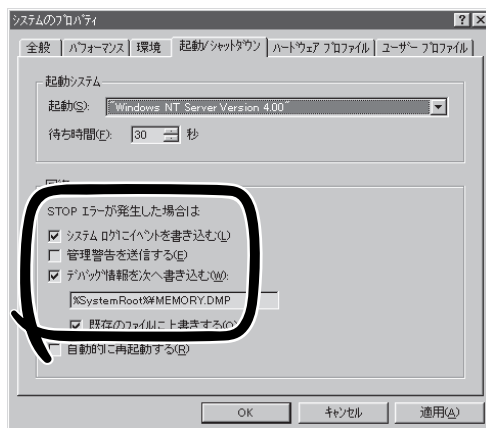 システムのプロパティ
全般 パフォーマンス 環境 起動/シャットダウン ハードウェア プロファイル ユーザー プロファイル
起動システム
起動(S): "Windows NT Server Version 4.00"
待ち時間(F): 30 秒
STOP エラーが発生した場合は
システム ログにイベントを書き込む(L)
管理警告を送信する(E)
デバッグ情報を次へ書き込む(W):
%SystemRoot%¥MEMORY.DMP
既存のファイルに上書きする(O)
自動的に再起動する(R)
OK キャンセル 適用(A)